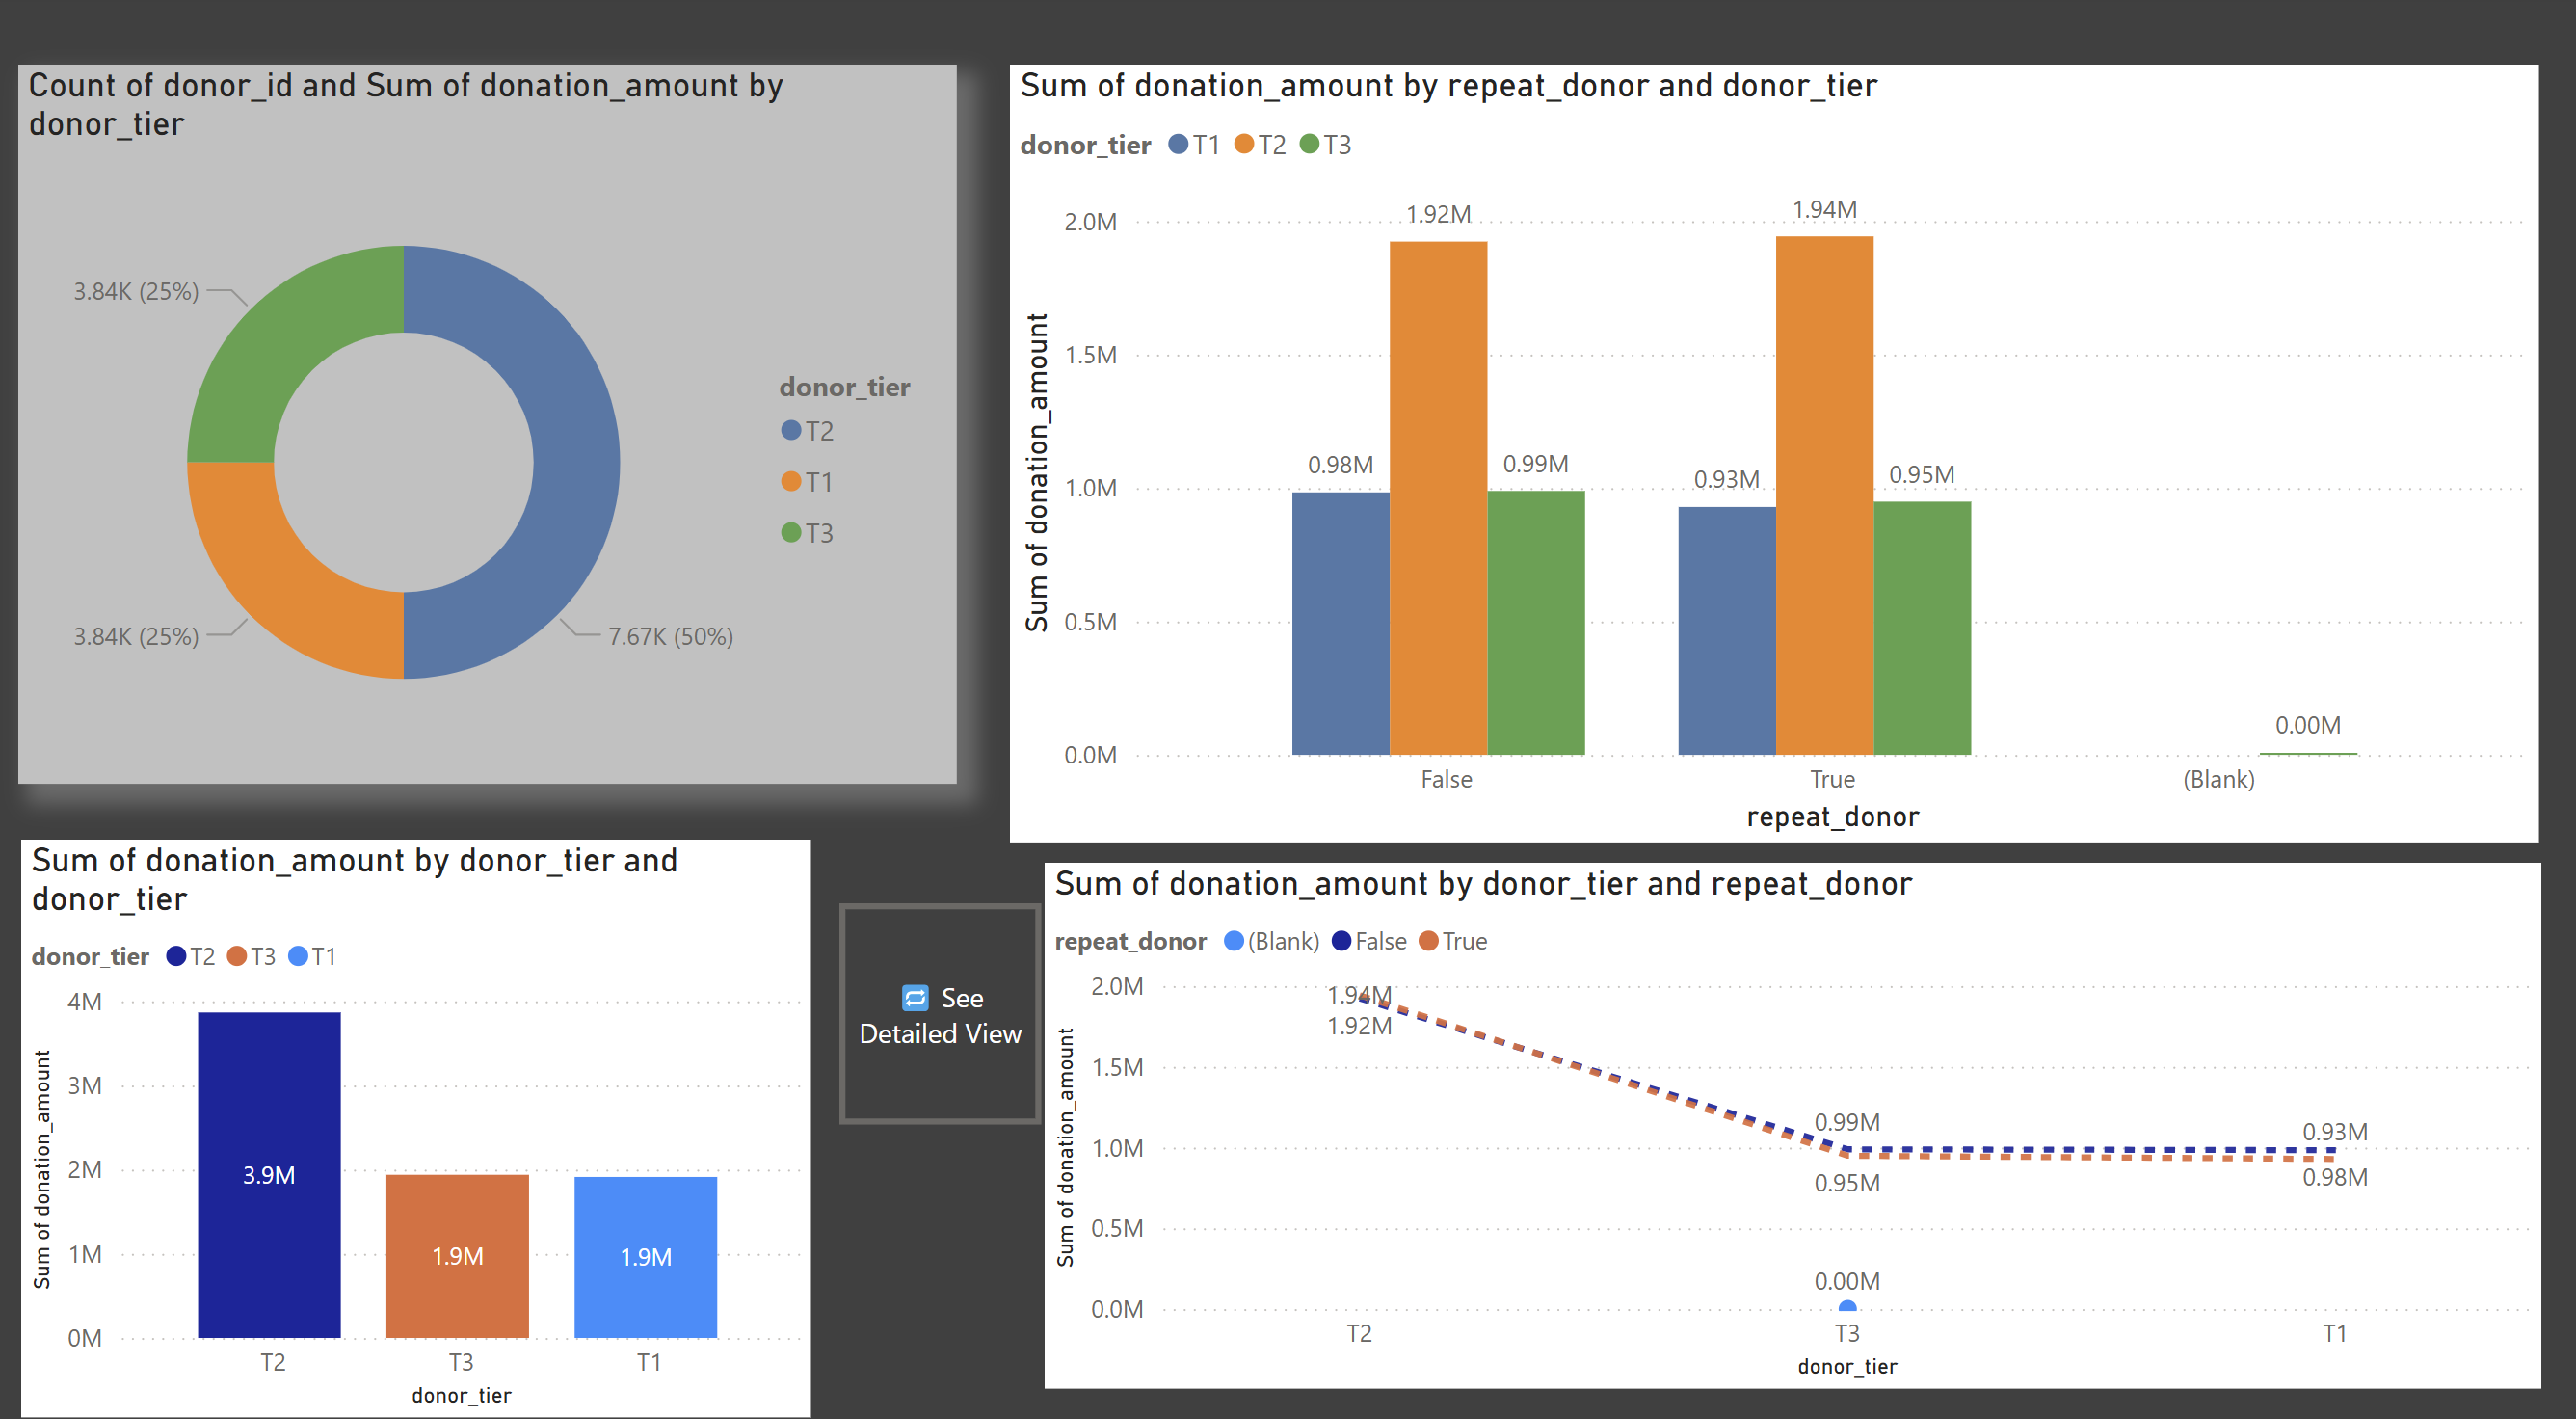 Count of donor_id and Sum of donation_amount by
donor_tier
3.84K (25%)
3.84K (25%)
7.67K (50%)
donor_tier
T2
T1
T3
Sum of donation_amount by repeat_donor and donor_tier
donor_tier T1 T2 T3
Sum of donation_amount
2.0M
1.5M
1.0M
0.5M
0.0M
0.98M
1.92M
0.99M
0.93M
1.94M
0.95M
0.00M
False
True
(Blank)
repeat_donor
Sum of donation_amount by donor_tier and
donor_tier
donor_tier T2 T3 T1
Sum of donation_amount
4M
3M
2M
1M
0M
3.9M
1.9M
1.9M
T2
T3
T1
donor_tier
🔁 See
Detailed View
Sum of donation_amount by donor_tier and repeat_donor
repeat_donor (Blank) False True
Sum of donation_amount
2.0M
1.5M
1.0M
0.5M
0.0M
1.94M
1.92M
0.99M
0.95M
0.93M
0.98M
0.00M
T2
T3
T1
donor_tier